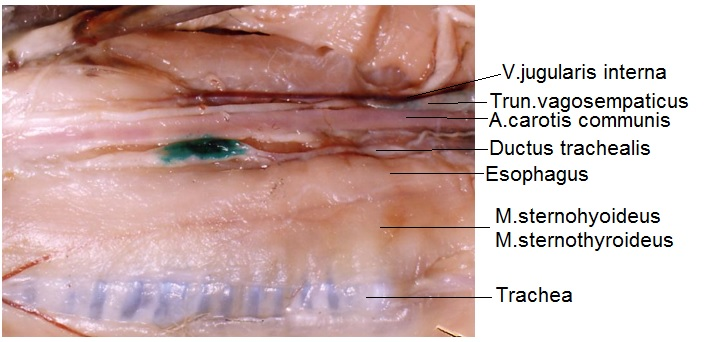 V.jugularis interna
Trun.vagosempaticus
A.carotis communis
Ductus trachealis
Esophagus
M.sternohyoideus
M.sternothyroideus
Trachea